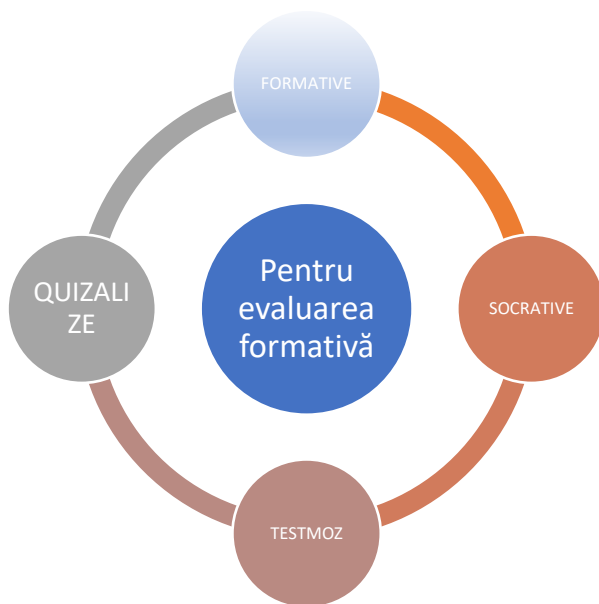 FORMATIVE
QUIZALI
ZE
Pentru
evaluarea
formativă
SOCRATIVE
TESTMOZ